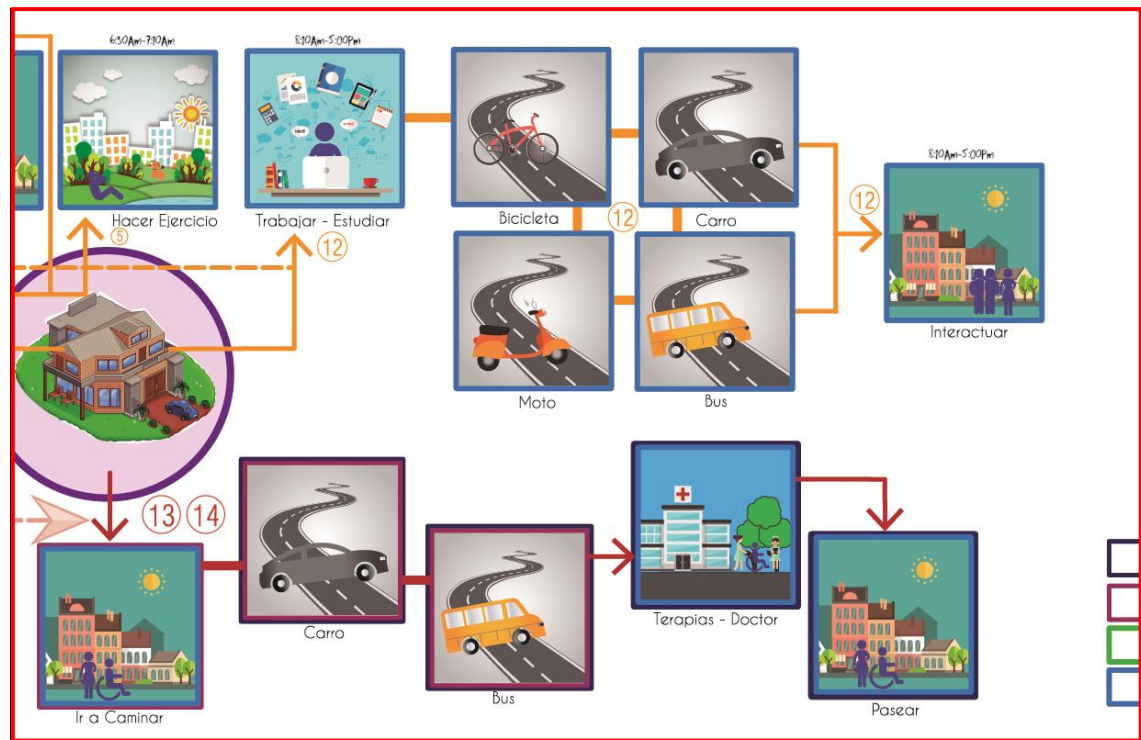 6:30Am-7:10Am
8:10Am-5:00Pm
Hacer Ejercicio
5
Trabajar - Estudiar
12
Bicicleta
12
Carro
8:10Am-5:00Pm
12
Interactuar
Moto
Bus
13 14
Ir a Caminar
Carro
Bus
Terapias - Doctor
Pasear